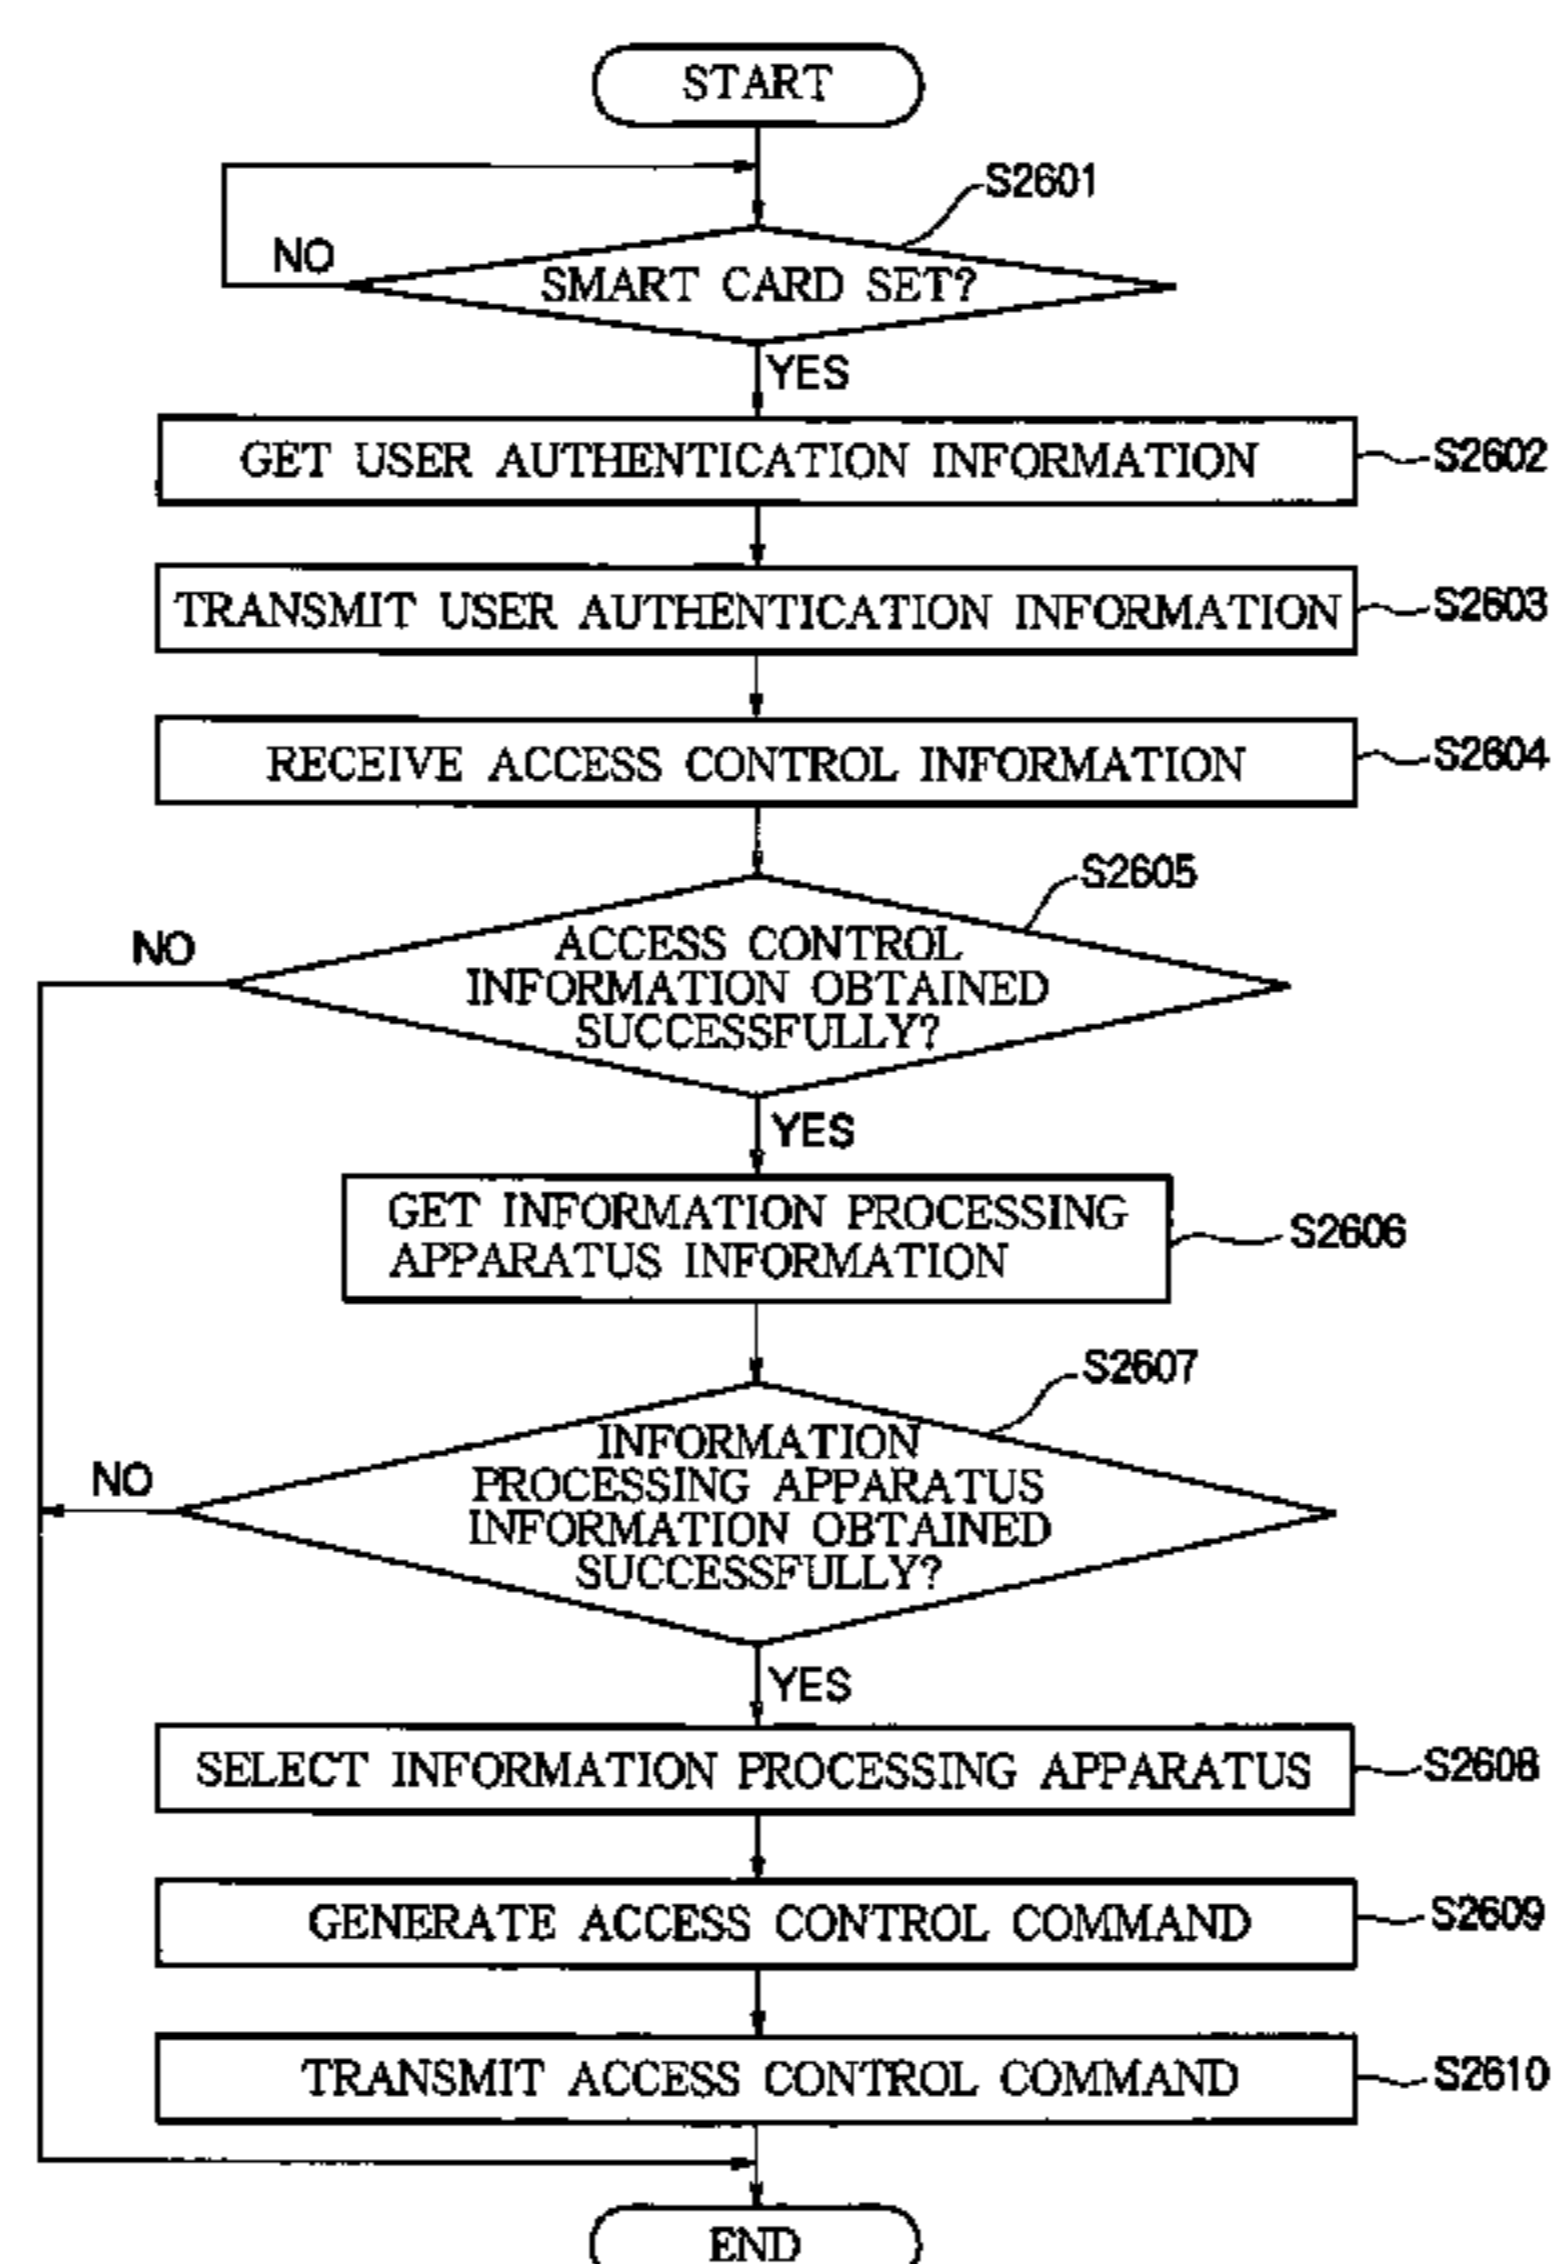 START
S2601
NO
SMART CARD SET?
YES
GET USER AUTHENTICATION INFORMATION
S2602
TRANSMIT USER AUTHENTICATION INFORMATION
S2603
RECEIVE ACCESS CONTROL INFORMATION
S2604
S2605
NO
ACCESS CONTROL
INFORMATION OBTAINED
SUCCESSFULLY?
YES
GET INFORMATION PROCESSING
APPARATUS INFORMATION
S2606
S2607
NO
INFORMATION
PROCESSING APPARATUS
INFORMATION OBTAINED
SUCCESSFULLY?
YES
SELECT INFORMATION PROCESSING APPARATUS
S2608
GENERATE ACCESS CONTROL COMMAND
S2609
TRANSMIT ACCESS CONTROL COMMAND
S2610
END